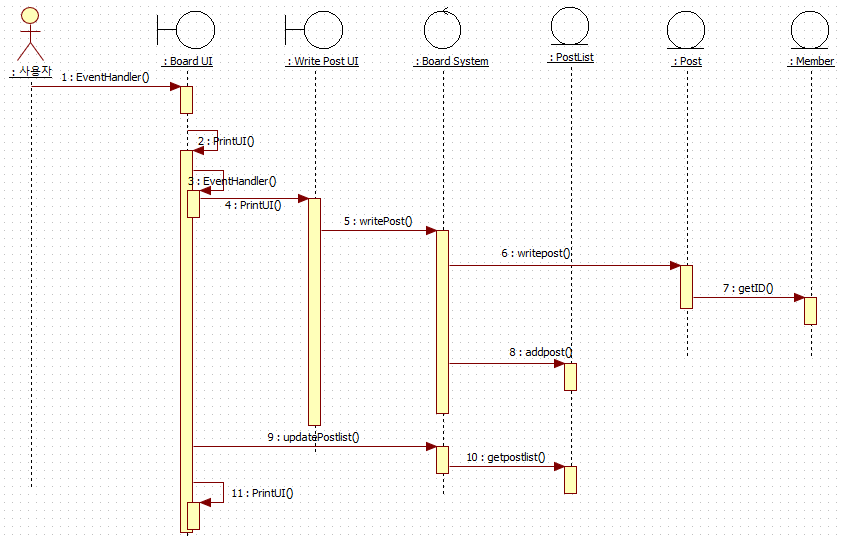 : 사용자
: Board UI
: Write Post UI
: Board System
: PostList
: Post
: Member
1 : EventHandler()
2 : PrintUI()
3 : EventHandler()
4 : PrintUI()
5 : writePost()
6 : writepost()
7 : getID()
8 : addpost()
9 : updatePostlist()
10 : getpostlist()
11 : PrintUI()